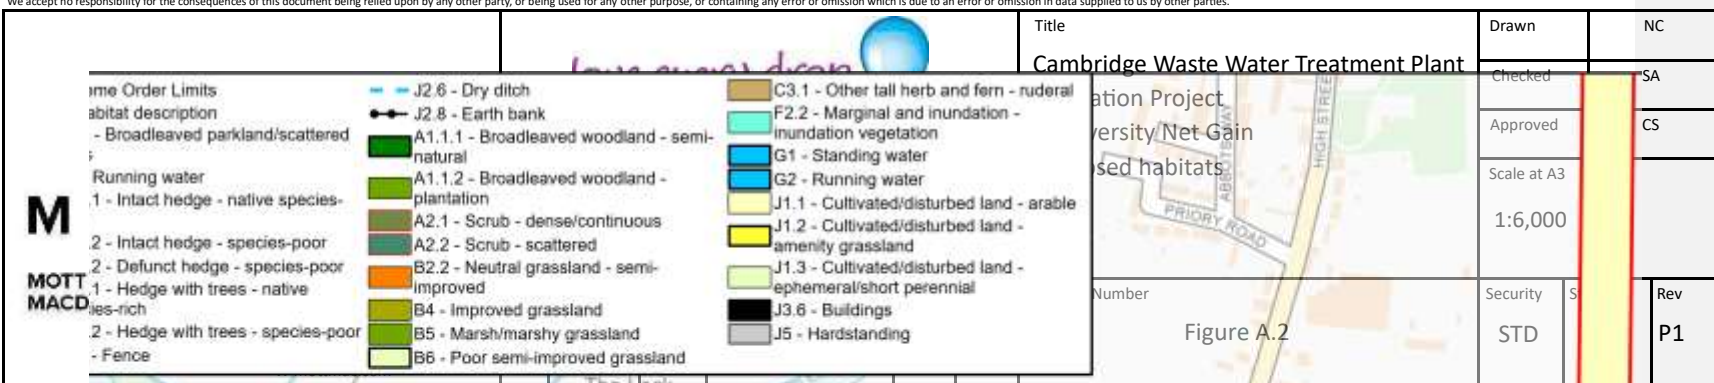 We accept no responsibility for the consequences of this document being relied upon by any other party, or being used for any other purpose, or containing any error or omission which is due to an error or omission in data supplied to us by other parties.
Title
Cambridge Waste Water Treatment Plant
ation Project
versity Net Gain
sed habitats
Drawn
NC
Checked
SA
Approved
CS
Scale at A3
1:6,000
Number
Figure A.2
Security
STD
Rev
P1
love every drop
M
MOTT
MACD
me Order Limits
abitat description
- Broadleaved parkland/scattered
Running water
1 - Intact hedge - native species-
.2 - Intact hedge - species-poor
2 - Defunct hedge - species-poor
1 - Hedge with trees - native
ies-rich
.2 - Hedge with trees - species-poor
- Fence
J2.6 - Dry ditch
J2.8 - Earth bank
A1.1.1 - Broadleaved woodland - semi-
natural
A1.1.2 - Broadleaved woodland -
plantation
A2.1 - Scrub - dense/continuous
A2.2 - Scrub - scattered
B2.2 - Neutral grassland - semi-
improved
B4 - Improved grassland
B5 - Marsh/marshy grassland
B6 - Poor semi-improved grassland
C3.1 - Other tall herb and fern - ruderal
F2.2 - Marginal and inundation -
inundation vegetation
G1 - Standing water
G2 - Running water
J1.1 - Cultivated/disturbed land - arable
J1.2 - Cultivated/disturbed land -
amenity grassland
J1.3 - Cultivated/disturbed land -
ephemeral/short perennial
J3.6 - Buildings
J5 - Hardstanding
ABBOTS WAY
HIGH STREE
PRIORY ROAD